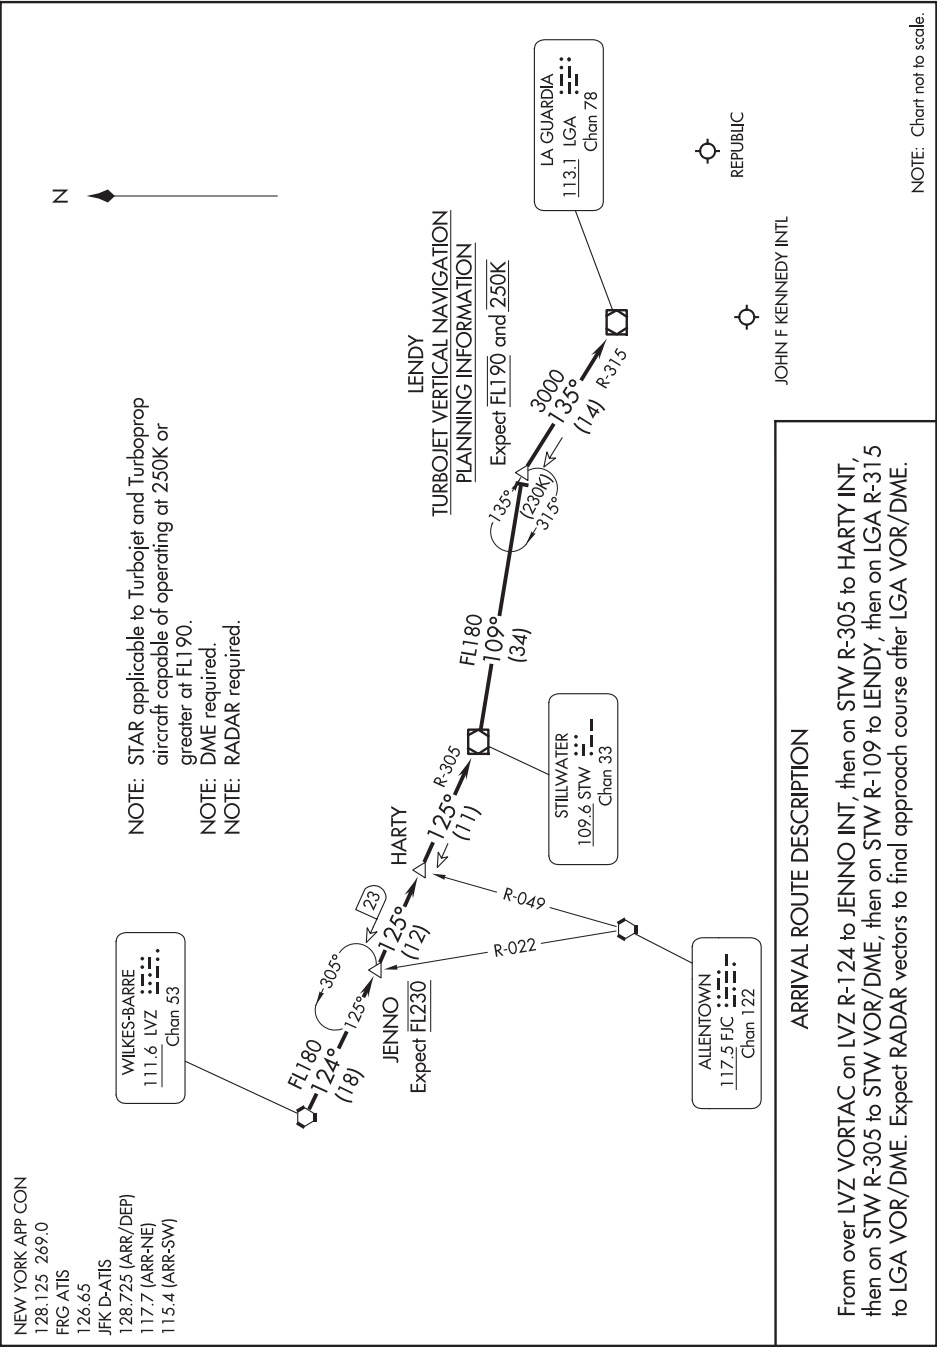 NEW YORK APP CON
128.125 269.0
FRG ATIS
126.65
JFK D-ATIS
128.725 (ARR/DEP)
117.7 (ARR-NE)
115.4 (ARR-SW)
WILKES-BARRE
111.6 LVZ
Chan 53
NOTE: STAR applicable to Turbojet and Turboprop
aircraft capable of operating at 250K or
greater at FL190.
NOTE: DME required.
NOTE: RADAR required.
N
FL180
124°
(18)
305°
125°
JENNO
Expect FL230
23
125°
(12)
HARTY
125°
(11)
R-305
R-022
R-049
ALLENTOWN
117.5 FJC
Chan 122
STILLWATER
109.6 STW
Chan 33
FL180
109°
(34)
LENDY
TURBOJET VERTICAL NAVIGATION
PLANNING INFORMATION
Expect FL190 and 250K
135°
(230K)
315°
3000
135°
(14)
R-315
LA GUARDIA
113.1 LGA
Chan 78
REPUBLIC
JOHN F KENNEDY INTL
NOTE: Chart not to scale.
ARRIVAL ROUTE DESCRIPTION
From over LVZ VORTAC on LVZ R-124 to JENNO INT, then on STW R-305 to HARTY INT,
then on STW R-305 to STW VOR/DME, then on STW R-109 to LENDY, then on LGA R-315
to LGA VOR/DME. Expect RADAR vectors to final approach course after LGA VOR/DME.